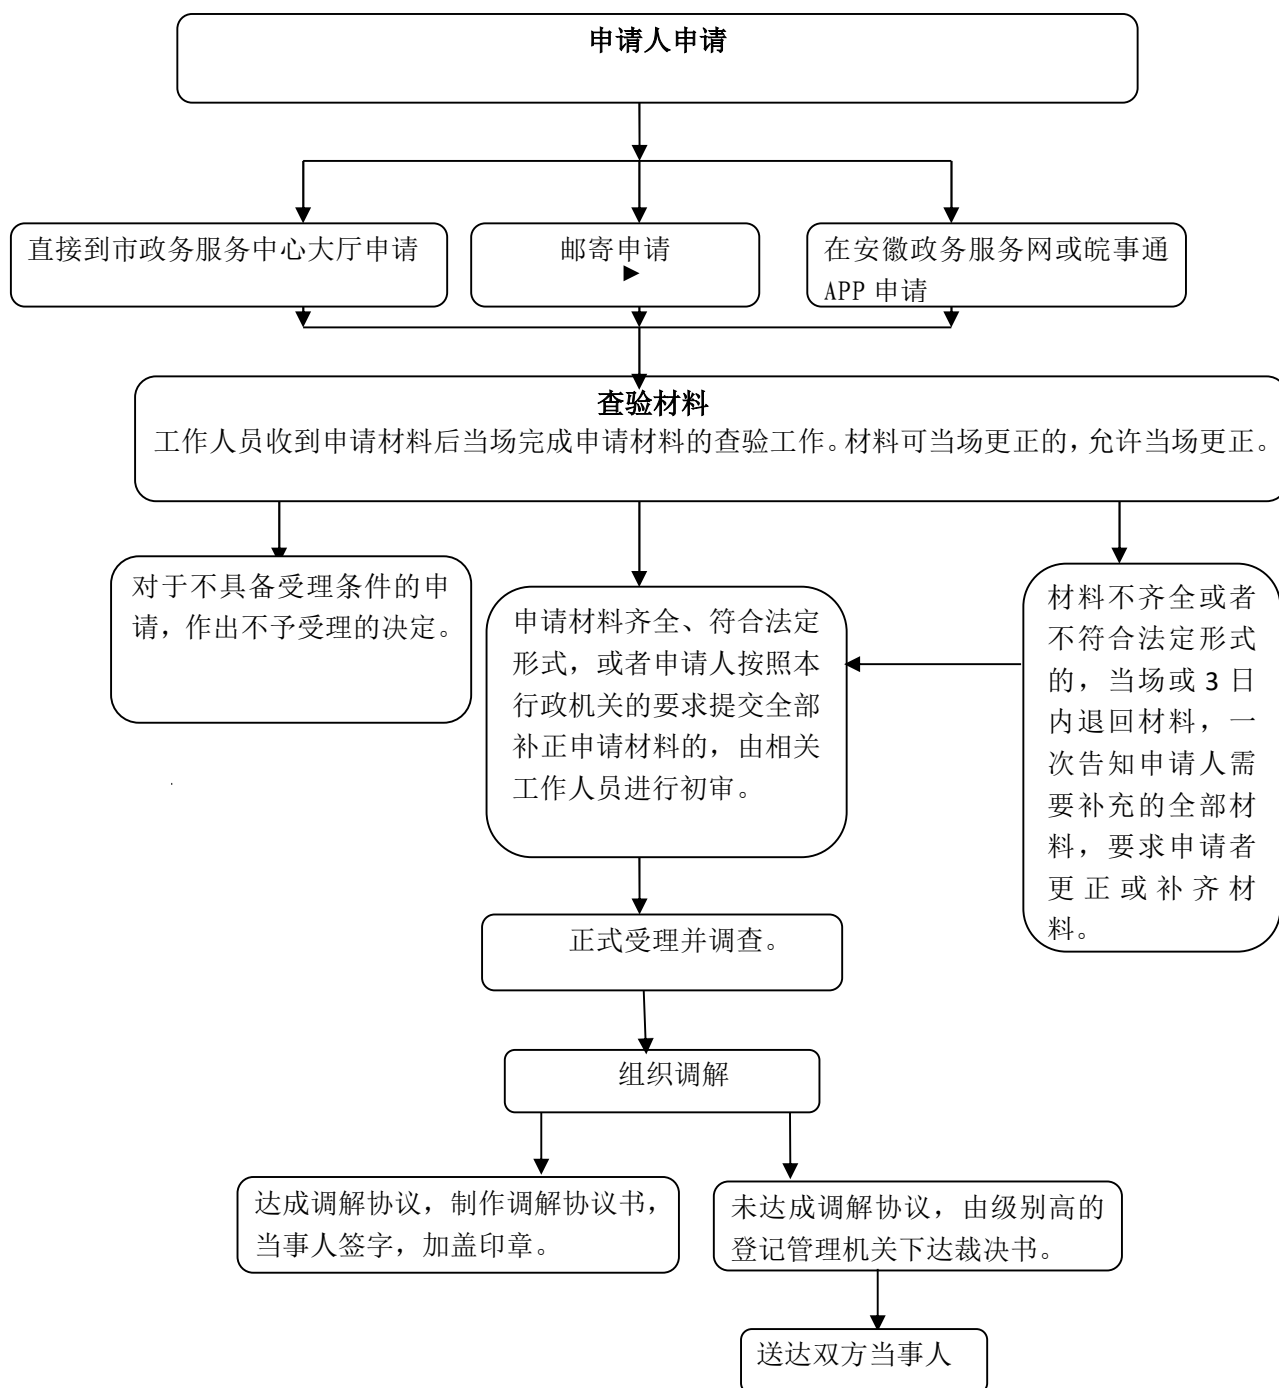 申请人申请
直接到市政务服务中心大厅申请
邮寄申请
在安徽政务服务网或皖事通
APP 申请
查验材料
工作人员收到申请材料后当场完成申请材料的查验工作。材料可当场更正的，允许当场更正。
对于不具备受理条件的申
请，作出不予受理的决定。
申请材料齐全、符合法定
形式，或者申请人按照本
行政机关的要求提交全部
补正申请材料的，由相关
工作人员进行初审。
材料不齐全或者
不符合法定形式
的，当场或 3 日
内退回材料，一
次告知申请人需
要补充的全部材
料，要求申请者
更正或补齐材
料。
正式受理并调查。
组织调解
达成调解协议，制作调解协议书，
当事人签字，加盖印章。
未达成调解协议，由级别高的
登记管理机关下达裁决书。
送达双方当事人